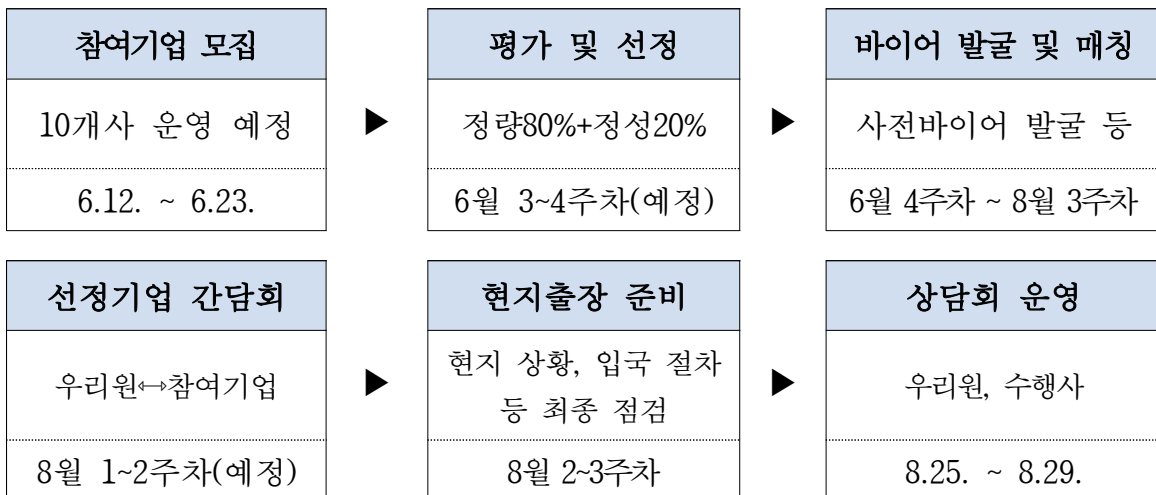 참여기업 모집
10개사 운영 예정
6.12. ~ 6.23.
▶
평가 및 선정
정량80%+정성20%
6월 3~4주차(예정)
▶
바이어 발굴 및 매칭
사전바이어 발굴 등
6월 4주차 ~ 8월 3주차
선정기업 간담회
우리원↔참여기업
8월 1~2주차(예정)
▶
현지출장 준비
현지 상황, 입국 절차
등 최종 점검
8월 2~3주차
▶
상담회 운영
우리원, 수행사
8.25. ~ 8.29.